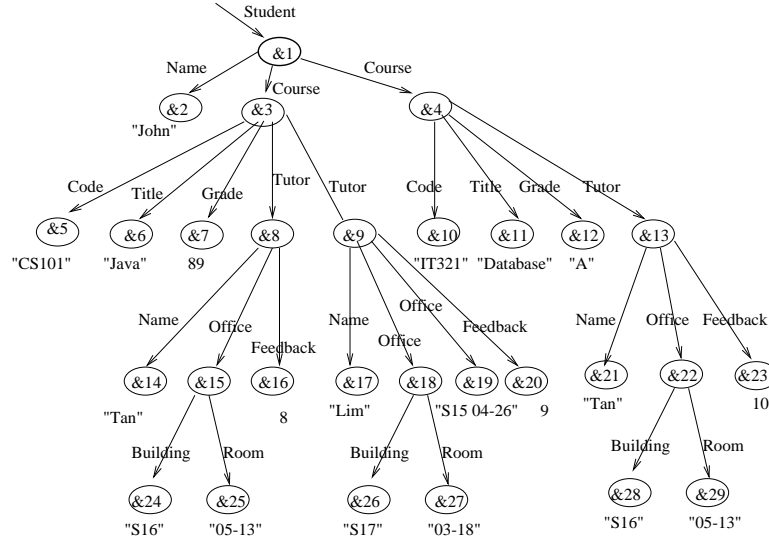 Student
&1
Name
Course
Course
&2
&3
&4
"John"
Code
Title
Grade
Tutor
Tutor
Code
Title
Grade
Tutor
&5
&6
&7
&8
&9
&10
&11
&12
&13
"CS101"
"Java"
89
"IT321"
"Database"
"A"
Name
Office
Feedback
Name
Office
Office
Feedback
Name
Office
Feedback
&14
&15
&16
&17
&18
&19
&20
&21
&22
&23
"Tan"
8
"Lim"
"S15 04-26"
9
"Tan"
10
Building
Room
Building
Room
Building
Room
&24
&25
&26
&27
&28
&29
"S16"
"05-13"
"S17"
"03-18"
"S16"
"05-13"